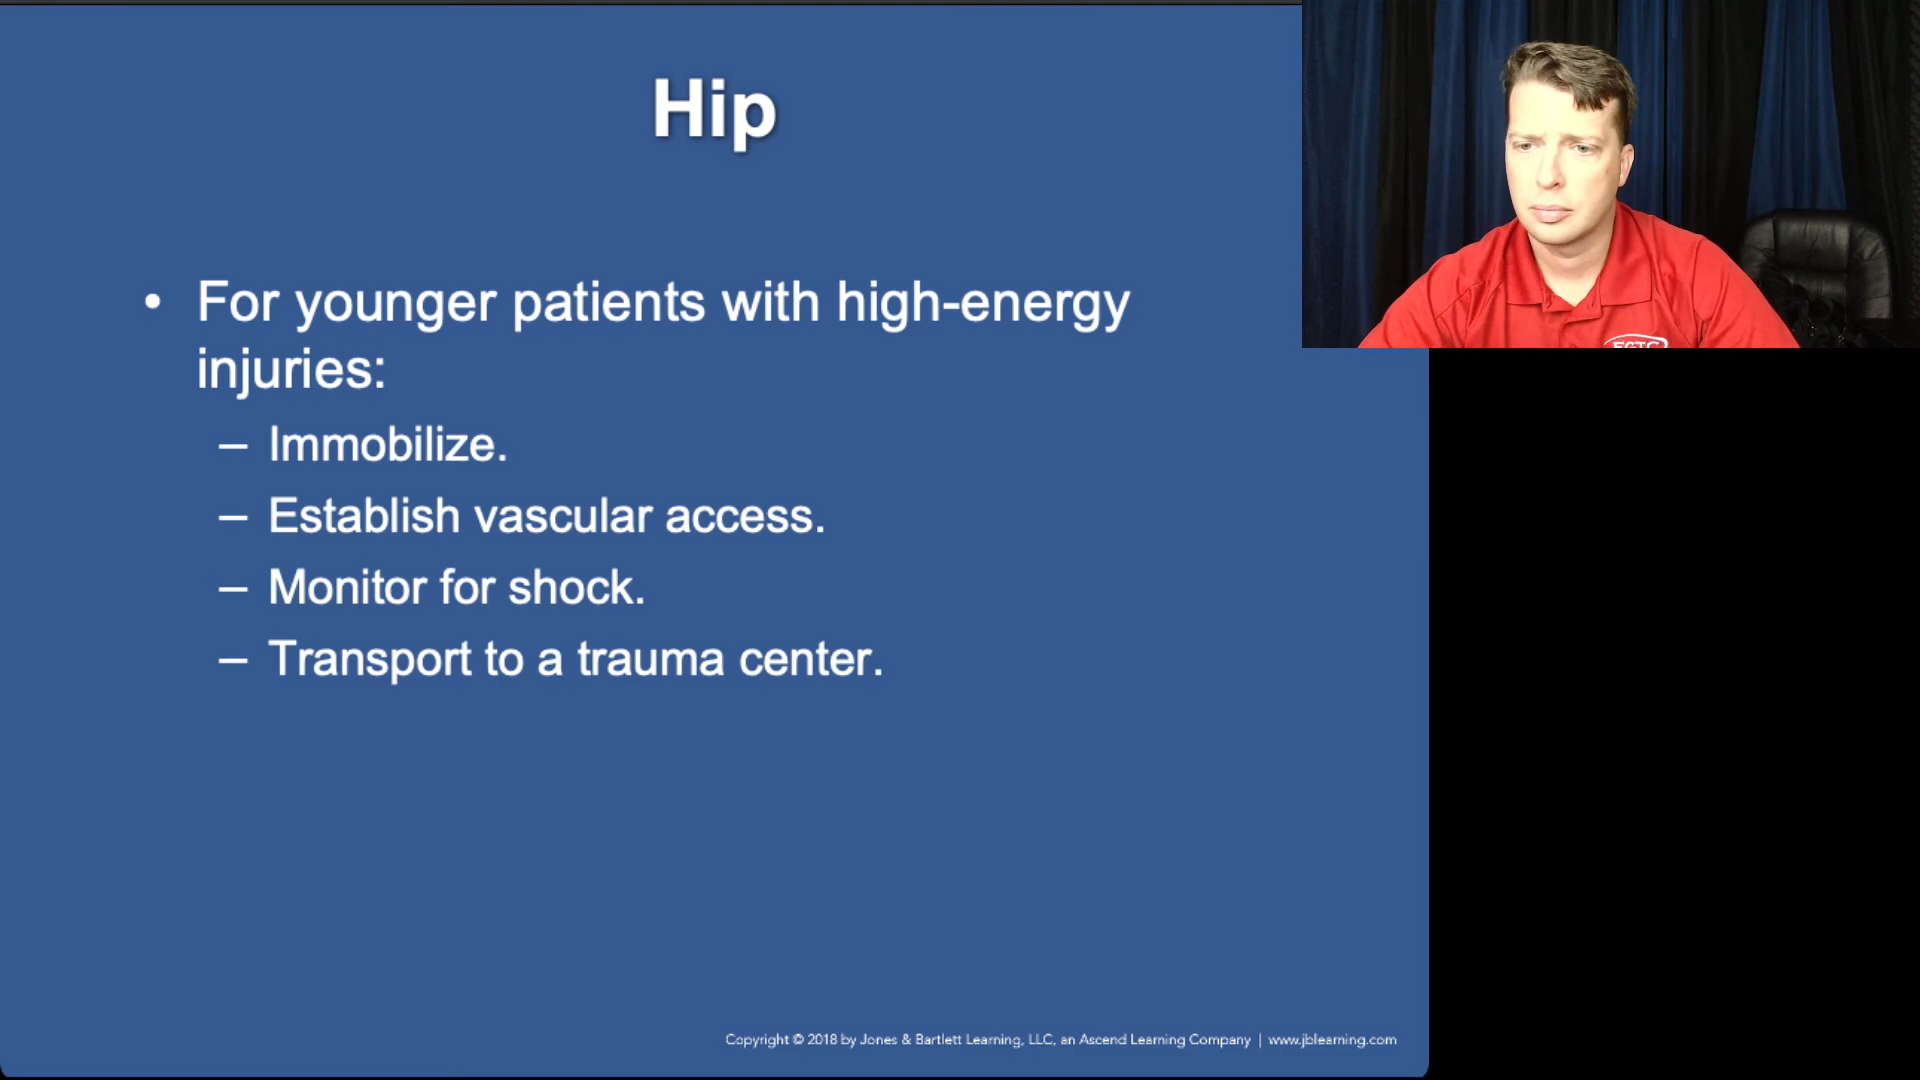 Hip
• For younger patients with high-energy
injuries:
– Immobilize.
– Establish vascular access.
– Monitor for shock.
– Transport to a trauma center.
Copyright © 2018 by Jones & Bartlett Learning, LLC, an Ascend Learning Company | www.jblearning.com